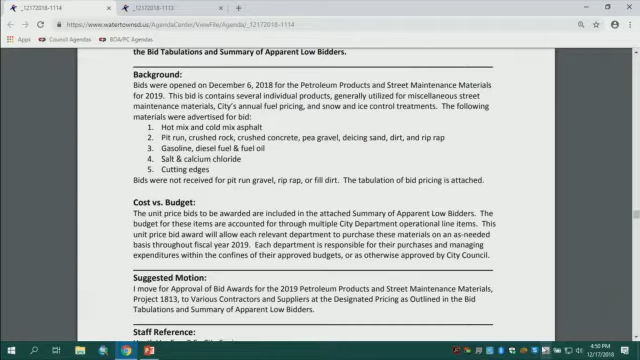 _12172018-1114
_12172018-1113
https://www.watertownsd.us/AgendaCenter/ViewFile/Agenda/_12172018-1114
Apps
Council Agendas
BOA/PC Agendas
the Bid Tabulations and Summary of Apparent Low Bidders.
Background:
Bids were opened on December 6, 2018 for the Petroleum Products and Street Maintenance Materials
for 2019. This bid is contains several individual products, generally utilized for miscellaneous street
maintenance materials, City's annual fuel pricing, and snow and ice control treatments. The following
materials were advertised for bid:
1. Hot mix and cold mix asphalt
2. Pit run, crushed rock, crushed concrete, pea gravel, deicing sand, dirt, and rip rap
3. Gasoline, diesel fuel & fuel oil
4. Salt & calcium chloride
5. Cutting edges
Bids were not received for pit run gravel, rip rap, or fill dirt. The tabulation of bid pricing is attached.
Cost vs. Budget:
The unit price bids to be awarded are included in the attached Summary of Apparent Low Bidders. The
budget for these items are accounted for through multiple City Department operational line items. This
unit price bid award will allow each relevant department to purchase these materials on an as-needed
basis throughout fiscal year 2019. Each department is responsible for their purchases and managing
expenditures within the confines of their approved budgets, or as otherwise approved by City Council.
Suggested Motion:
I move for Approval of Bid Awards for the 2019 Petroleum Products and Street Maintenance Materials,
Project 1813, to Various Contractors and Suppliers at the Designated Pricing as Outlined in the Bid
Tabulations and Summary of Apparent Low Bidders.
Staff Reference:
4:50 PM
12/17/2018